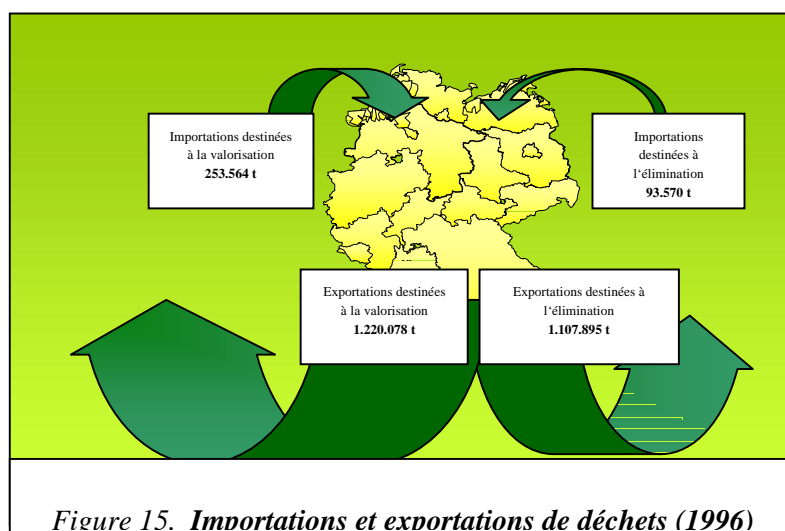 Importations destinées
à la valorisation
253.564 t
Importations
destinées à
l‘élimination
93.570 t
Exportations destinées
à la valorisation
1.220.078 t
Exportations destinées à
l‘élimination
1.107.895 t
Figure 15. Importations et exportations de déchets (1996)